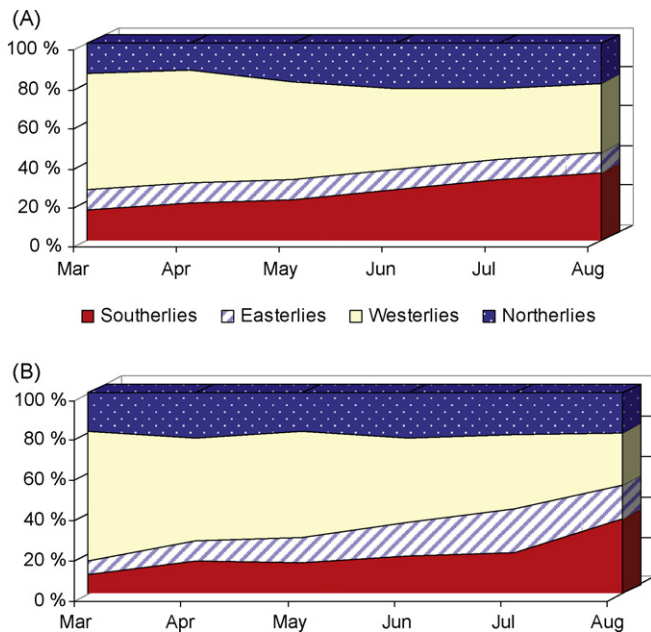 (A)
100 %
80 %
60 %
40 %
20 %
0 %
Mar Apr May Jun Jul Aug
Southerlies Easterlies Westerlies Northerlies
(B)
100 %
80 %
60 %
40 %
20 %
0 %
Mar Apr May Jun Jul Aug